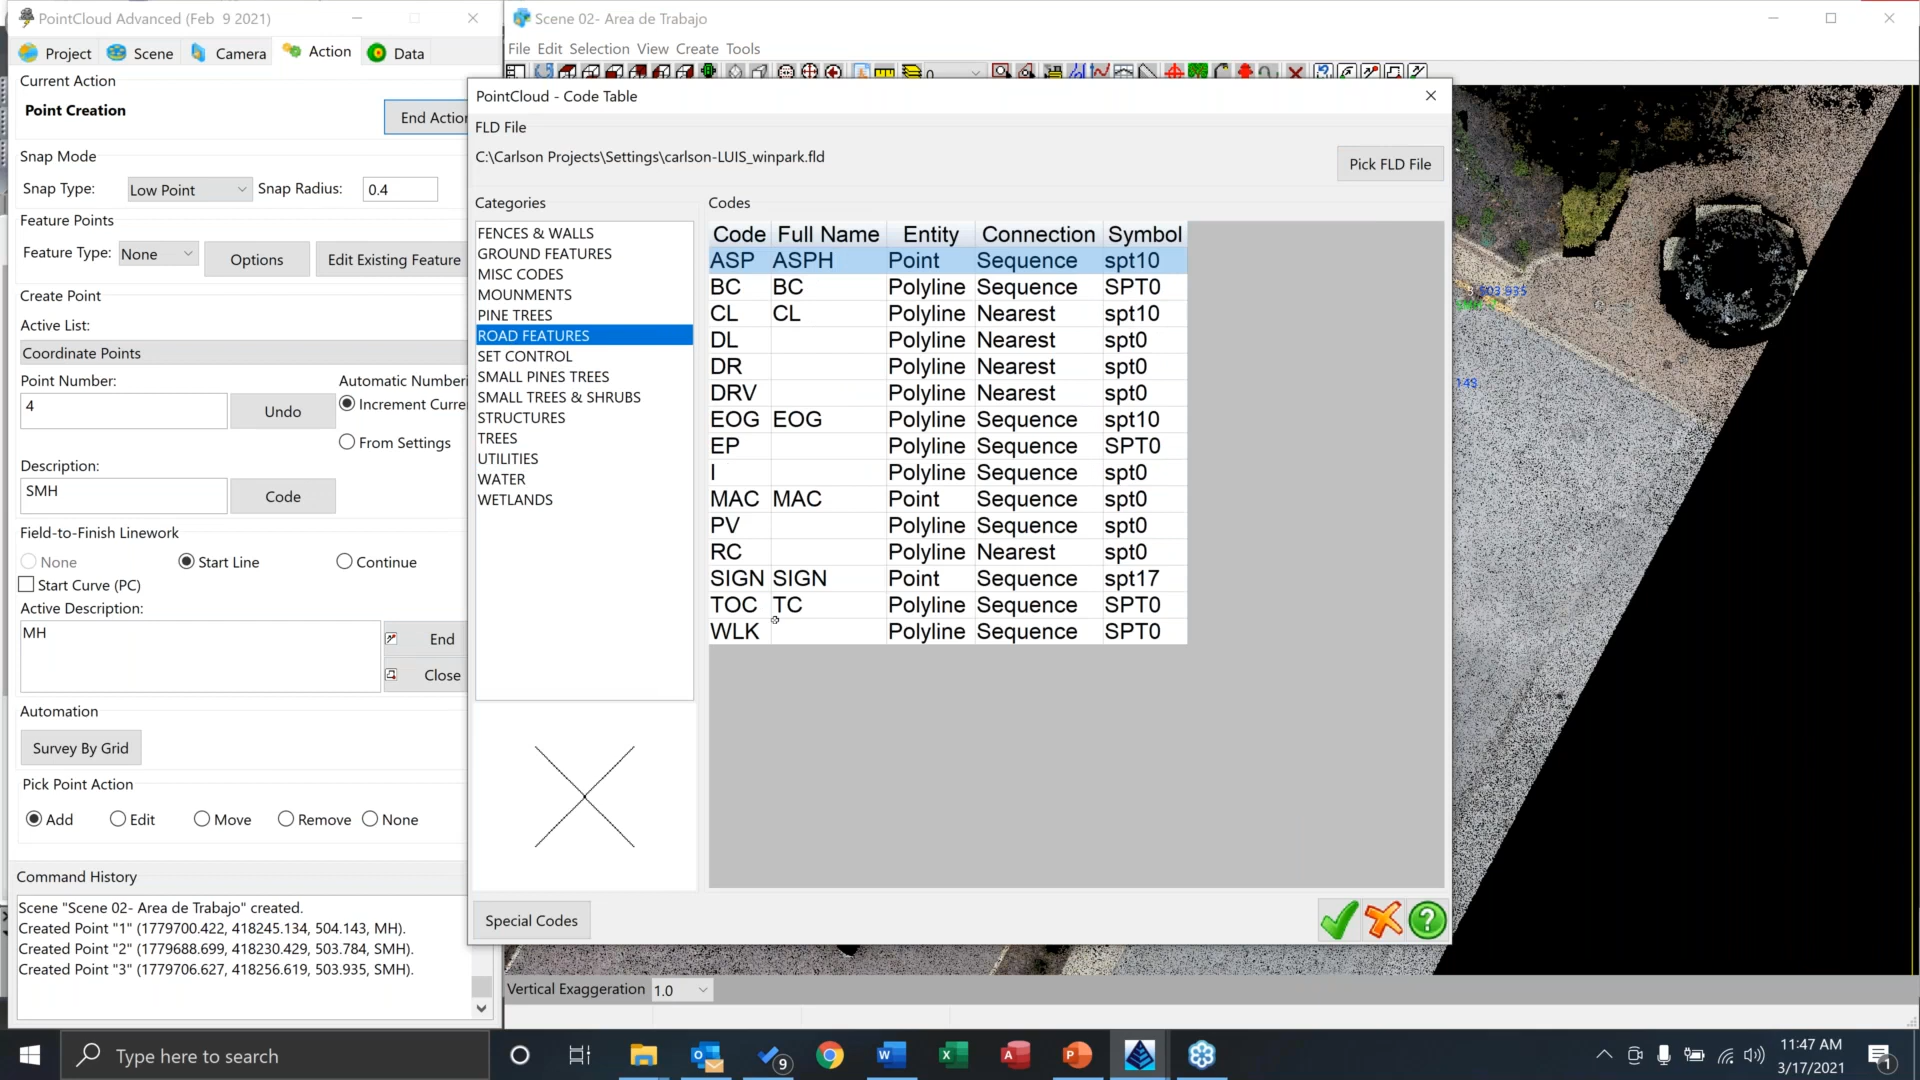 PointCloud Advanced (Feb 9 2021)
Project Scene Camera Action Data
Current Action
Point Creation
End Action
Snap Mode
Snap Type: Low Point Snap Radius: 0.4
Feature Points
Feature Type: None Options Edit Existing Feature
Create Point
Active List:
Coordinate Points
Point Number: Automatic Numberi
4 Undo Increment Curre
From Settings
Description:
SMH Code
Field-to-Finish Linework
None Start Line Continue
Start Curve (PC)
Active Description:
MH End
Close
Automation
Survey By Grid
Pick Point Action
Add Edit Move Remove None
Command History
Scene "Scene 02- Area de Trabajo" created.
Created Point "1" (1779700.422, 418245.134, 504.143, MH).
Created Point "2" (1779688.699, 418230.429, 503.784, SMH).
Created Point "3" (1779706.627, 418256.619, 503.935, SMH).
Scene 02- Area de Trabajo
File Edit Selection View Create Tools
0
PointCloud - Code Table
FLD File
C:\Carlson Projects\Settings\carlson-LUIS_winpark.fld
Pick FLD File
Categories
FENCES & WALLS
GROUND FEATURES
MISC CODES
MOUNMENTS
PINE TREES
ROAD FEATURES
SET CONTROL
SMALL PINES TREES
SMALL TREES & SHRUBS
STRUCTURES
TREES
UTILITIES
WATER
WETLANDS
Codes
Code Full Name Entity Connection Symbol
ASP ASPH Point Sequence spt10
BC BC Polyline Sequence SPT0
CL CL Polyline Nearest spt10
DL Polyline Nearest spt0
DR Polyline Nearest spt0
DRV Polyline Nearest spt0
EOG EOG Polyline Sequence spt10
EP Polyline Sequence SPT0
I Polyline Sequence spt0
MAC MAC Point Sequence spt0
PV Polyline Sequence spt0
RC Polyline Nearest spt0
SIGN SIGN Point Sequence spt17
TOC TC Polyline Sequence SPT0
WLK Polyline Sequence SPT0
Special Codes
503.935
Vertical Exaggeration 1.0
Type here to search
9
11:47 AM
3/17/2021
1